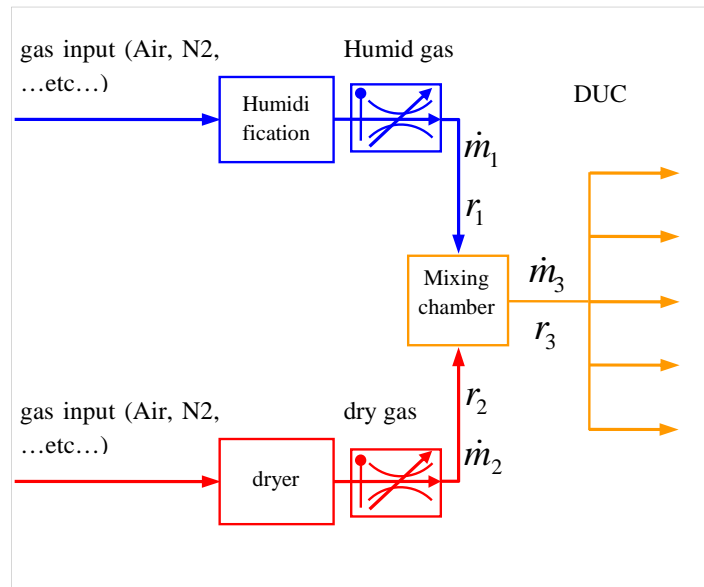 gas input (Air, N2,
…etc…)
Humidi
fication
Humid gas
ṁ1
r1
DUC
Mixing
chamber
ṁ3
r3
gas input (Air, N2,
…etc…)
dryer
dry gas
r2
ṁ2